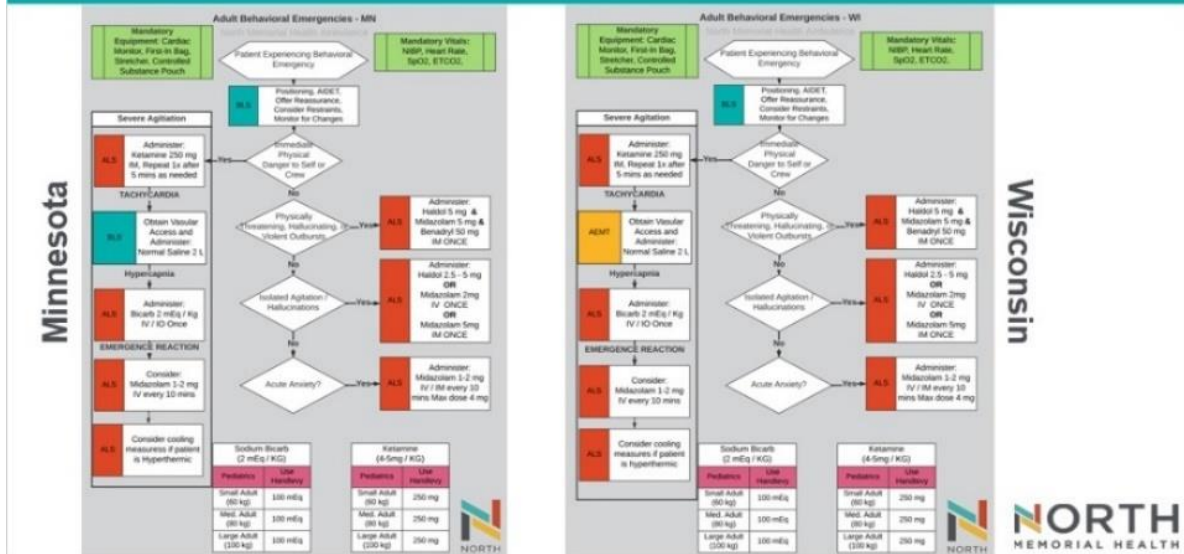 Minnesota
Adult Behavioral Emergencies - MN
North Memorial Health Ambulance
Mandatory
Equipment: Cardiac
Monitor, First-In Bag,
Stretcher, Controlled
Substance Pouch
Patient Experiencing Behavioral
Emergency
Mandatory Vitals:
NIBP, Heart Rate,
SpO2, ETCO2,
BLS
Positioning, AIDET,
Offer Reassurance,
Consider Restraints,
Monitor for Changes
Severe Agitation
ALS
Administer:
Ketamine 250 mg
IM, Repeat 1x after
5 mins as needed
Yes
Immediate
Physical
Danger to Self or
Crew
No
TACHYCARDIA
BLS
Obtain Vasular
Access and
Administer:
Normal Saline 2 L
Physically
Threatening, Hallucinating, or
Violent Outbursts
Yes
ALS
Administer:
Haldol 5 mg &
Midazolam 5 mg &
Benadryl 50 mg
IM ONCE
No
Hypercapnia
ALS
Administer:
Bicarb 2 mEq / Kg
IV / IO Once
Isolated Agitation /
Hallucinations
Yes
ALS
Administer:
Haldol 2.5 - 5 mg
OR
Midazolam 2mg
IV ONCE
OR
Midazolam 5mg
IM ONCE
No
EMERGENCE REACTION
ALS
Consider:
Midazolam 1-2 mg
IV every 10 mins
Acute Anxiety?
Yes
ALS
Administer:
Midazolam 1-2 mg
IV / IM every 10
mins Max dose 4 mg
ALS
Consider cooling
measuress if patient
is Hyperthermic
Sodium Bicarb
(2 mEq / KG)
Pediatrics Use Handtevy
Small Adult (60 kg) 100 mEq
Med. Adult (80 kg) 100 mEq
Large Adult (100 kg) 100 mEq
Ketamine
(4-5mg / KG)
Pediatrics Use Handtevy
Small Adult (60 kg) 250 mg
Med. Adult (80 kg) 250 mg
Large Adult (100 kg) 250 mg
NORTH
Adult Behavioral Emergencies - WI
North Memorial Health Ambulance
Mandatory
Equipment: Cardiac
Monitor, First-In Bag,
Stretcher, Controlled
Substance Pouch
Patient Experiencing Behavioral
Emergency
Mandatory Vitals:
NIBP, Heart Rate,
SpO2, ETCO2,
BLS
Positioning, AIDET,
Offer Reassurance,
Consider Restraints,
Monitor for Changes
Severe Agitation
ALS
Administer:
Ketamine 250 mg
IM, Repeat 1x after
5 mins as needed
Yes
Immediate
Physical
Danger to Self or
Crew
No
TACHYCARDIA
AEMT
Obtain Vasular
Access and
Administer:
Normal Saline 2 L
Physically
Threatening, Hallucinating, or
Violent Outbursts
Yes
ALS
Administer:
Haldol 5 mg &
Midazolam 5 mg &
Benadryl 50 mg
IM ONCE
No
Hypercapnia
ALS
Administer:
Bicarb 2 mEq / Kg
IV / IO Once
Isolated Agitation /
Hallucinations
Yes
ALS
Administer:
Haldol 2.5 - 5 mg
OR
Midazolam 2mg
IV ONCE
OR
Midazolam 5mg
IM ONCE
No
EMERGENCE REACTION
ALS
Consider:
Midazolam 1-2 mg
IV every 10 mins
Acute Anxiety?
Yes
ALS
Administer:
Midazolam 1-2 mg
IV / IM every 10
mins Max dose 4 mg
ALS
Consider cooling
measuress if patient
is hyperthermic
Sodium Bicarb
(2 mEq / KG)
Pediatrics Use Handtevy
Small Adult (60 kg) 100 mEq
Med. Adult (80 kg) 100 mEq
Large Adult (100 kg) 100 mEq
Ketamine
(4-5mg / KG)
Pediatrics Use Handtevy
Small Adult (60 kg) 250 mg
Med. Adult (80 kg) 250 mg
Large Adult (100 kg) 250 mg
NORTH
Wisconsin
NORTH
MEMORIAL HEALTH